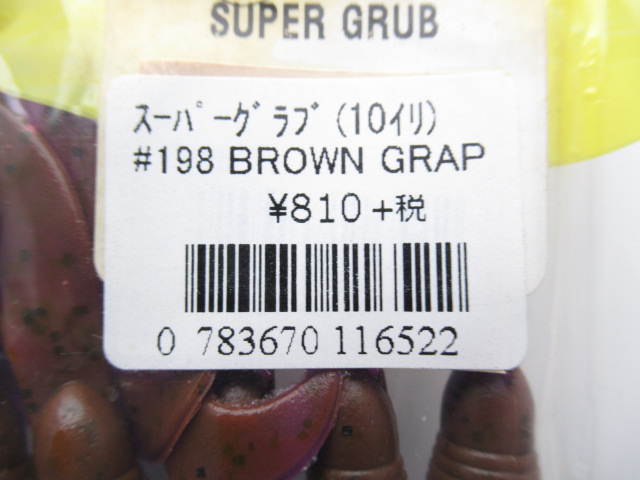 SUPER GRUB
ｽｰﾊﾟｰｸﾞﾗﾌﾞ(10ｲﾘ)
#198 BROWN GRAP
¥810+税
0 783670 116522